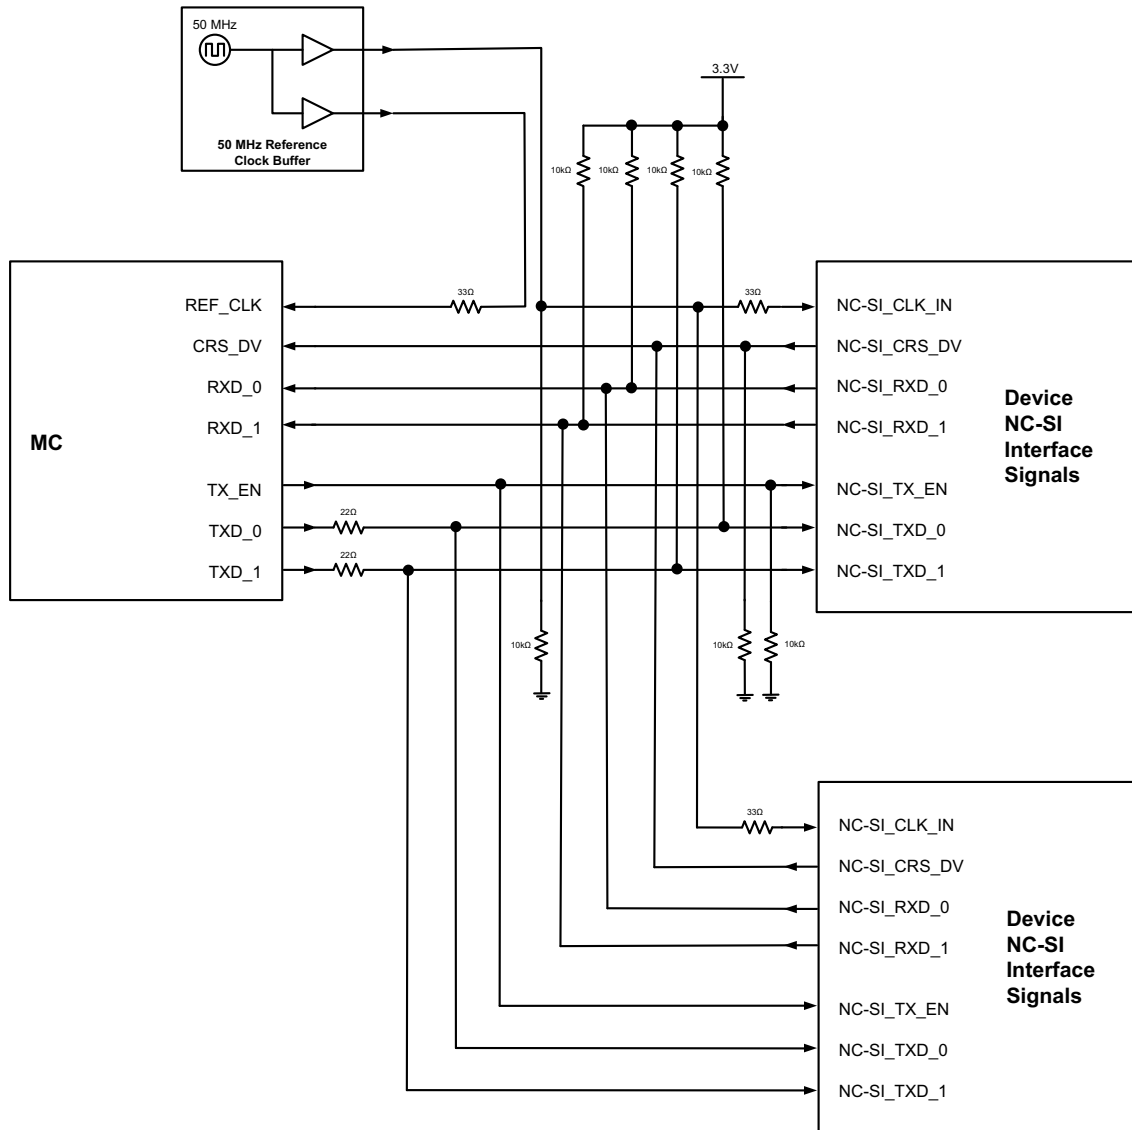 50 MHz
50 MHz Reference
Clock Buffer
3.3V
10kΩ
10kΩ
10kΩ
10kΩ
MC
REF_CLK
CRS_DV
RXD_0
RXD_1
TX_EN
TXD_0
TXD_1
33Ω
22Ω
22Ω
33Ω
NC-SI_CLK_IN
NC-SI_CRS_DV
NC-SI_RXD_0
NC-SI_RXD_1
NC-SI_TX_EN
NC-SI_TXD_0
NC-SI_TXD_1
Device
NC-SI
Interface
Signals
10kΩ
10kΩ
10kΩ
33Ω
NC-SI_CLK_IN
NC-SI_CRS_DV
NC-SI_RXD_0
NC-SI_RXD_1
NC-SI_TX_EN
NC-SI_TXD_0
NC-SI_TXD_1
Device
NC-SI
Interface
Signals